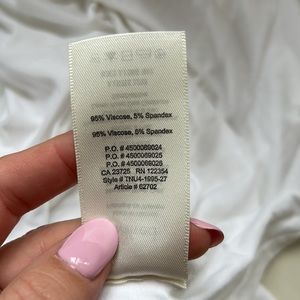 95% Viscose, 5% Spandex
95% Viscose, 5% Spandex
P.O. # 4500069024
P.O. # 4500069025
P.O. # 4500069026
CA 23725 RN 122354
Style # TNU4-1695-27
Article # 62702